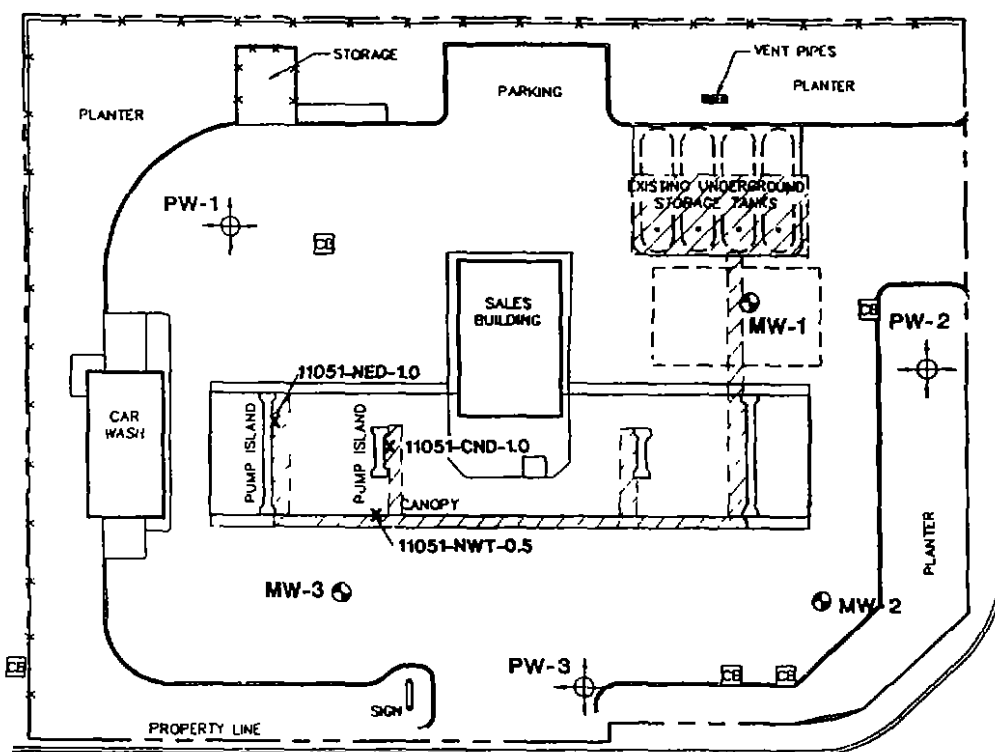 STORAGE
VENT PIPES
PARKING
PLANTER
PLANTER
EXISTING UNDERGROUND
STORAGE TANKS
PW-1
CB
SALES
BUILDING
MW-1
CB
PW-2
11051-NED-1.0
CAR
WASH
PUMP ISLAND
PUMP ISLAND
11051-CND-1.0
CANOPY
11051-NWT-0.5
PLANTER
MW-3
MW-2
CB
PW-3
CB
CB
SIGN
PROPERTY LINE